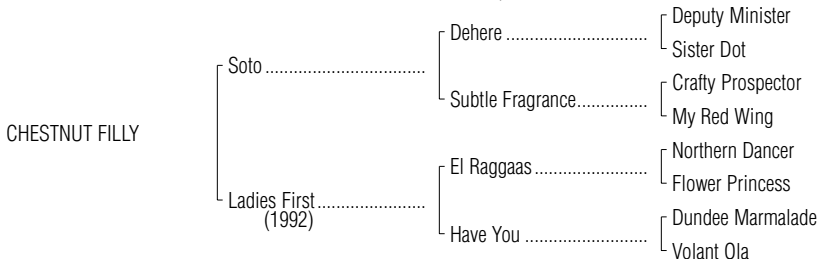 Deputy Minister
Dehere ..............................
Sister Dot
Soto ..................................
Crafty Prospector
Subtle Fragrance...............
My Red Wing
CHESTNUT FILLY
Northern Dancer
El Raggaas ........................
Flower Princess
Ladies First.......................
(1992)
Dundee Marmalade
Have You ..........................
Volant Ola